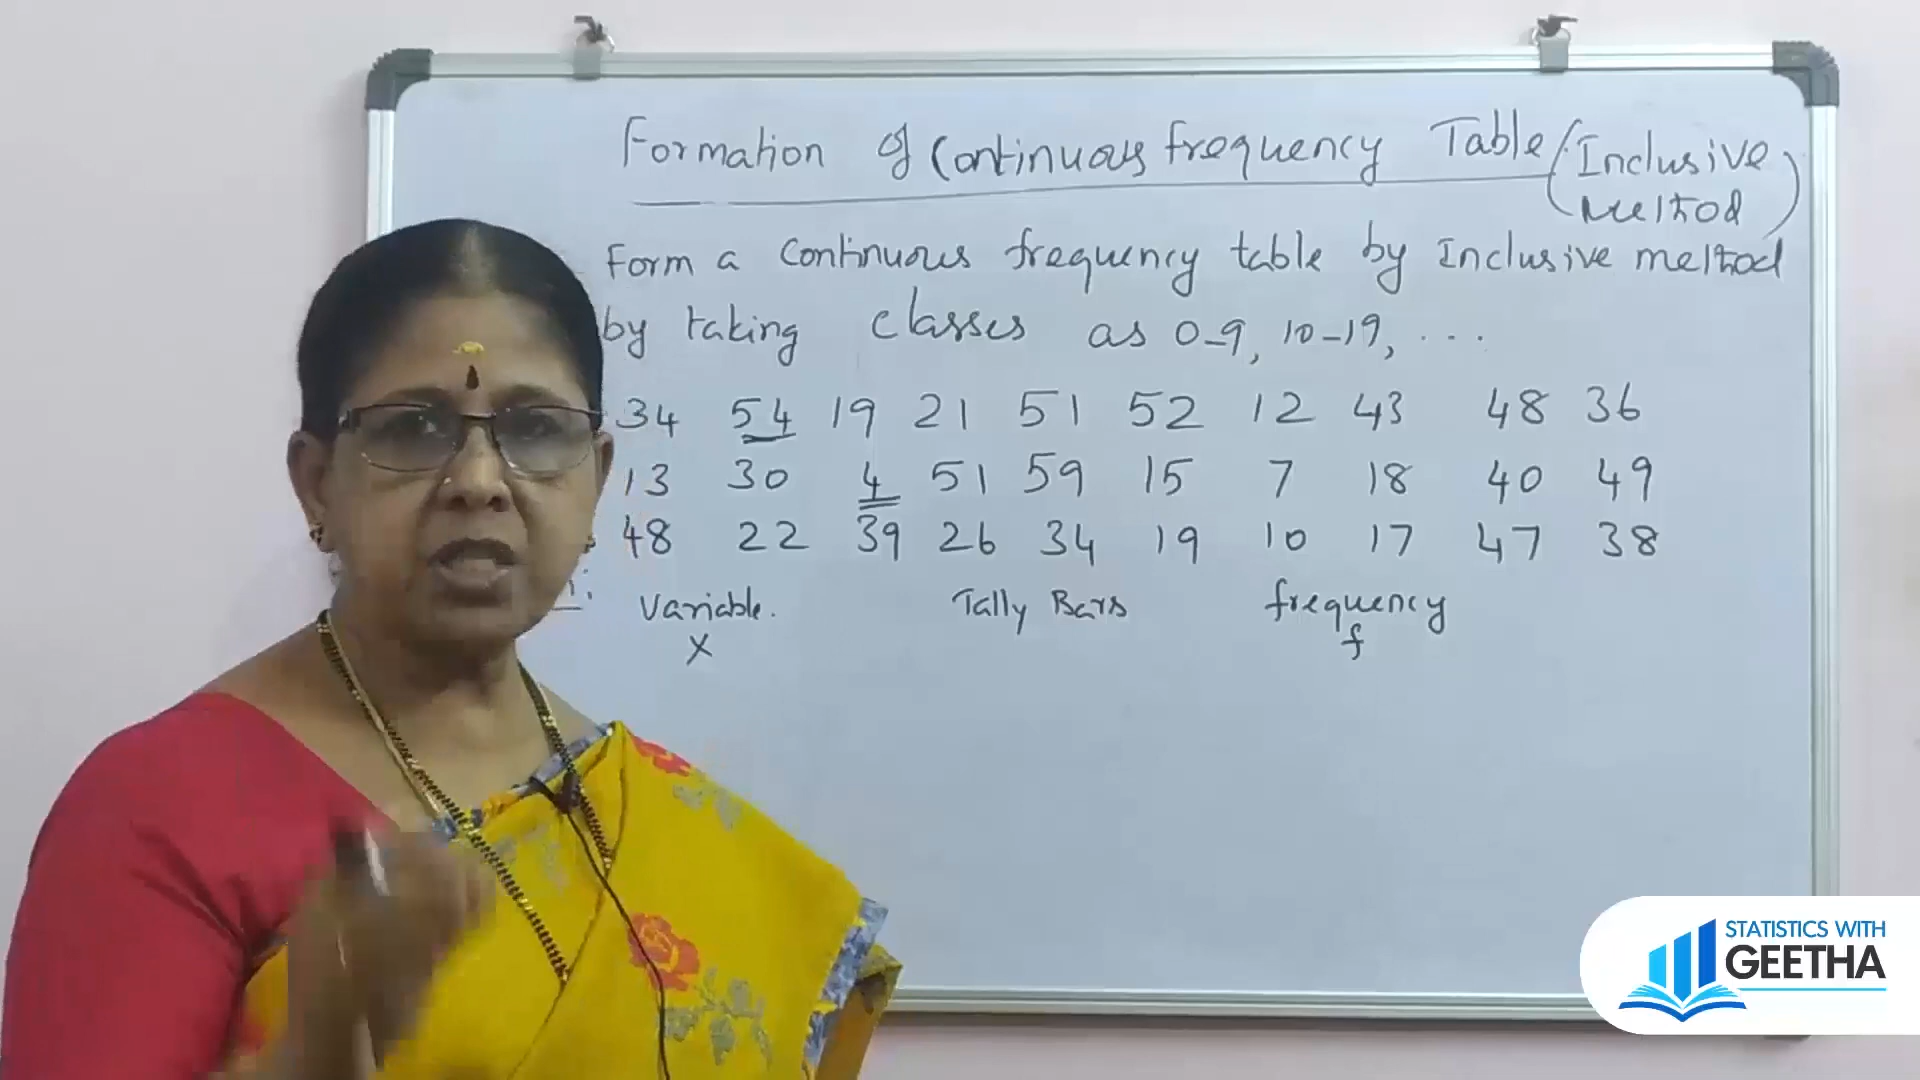 Formation of Continuous frequency Table (Inclusive
Method)
Form a continuous frequency table by Inclusive method
by taking classes as 0-9, 10-19, ...
34 54 19 21 51 52 12 43 48 36
13 30 4 51 59 15 7 18 40 49
48 22 39 26 34 19 10 17 47 38
Variable. Tally Bars frequency
X f
STATISTICS WITH
GEETHA